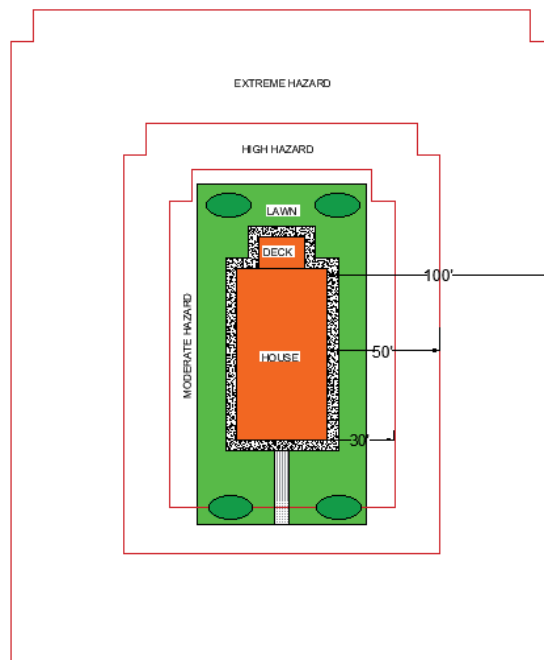 EXTREME HAZARD
HIGH HAZARD
LAWN
DECK
100'
MODERATE HAZARD
50'
HOUSE
30'